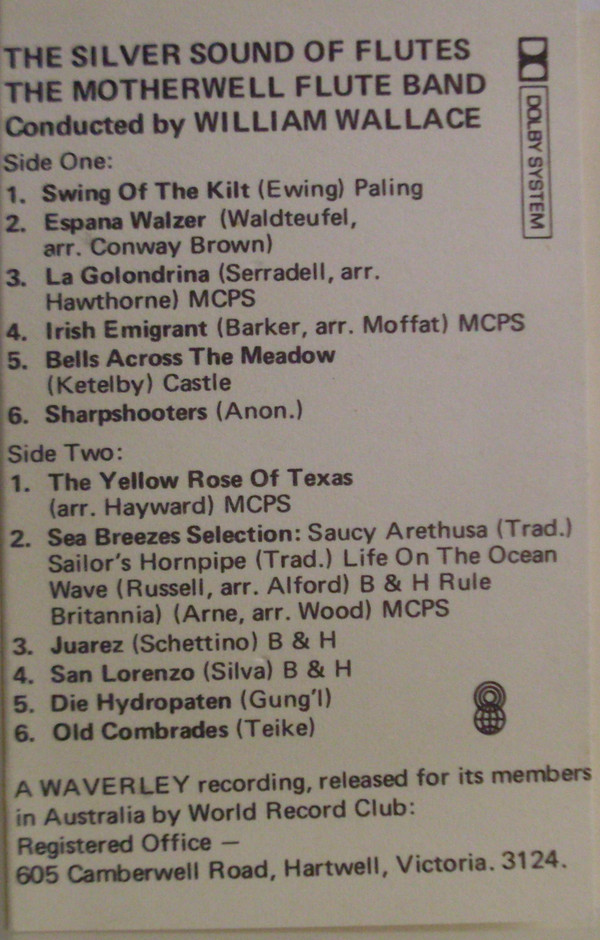 THE SILVER SOUND OF FLUTES
THE MOTHERWELL FLUTE BAND
Conducted by WILLIAM WALLACE
DOLBY SYSTEM
Side One:
1. Swing Of The Kilt (Ewing) Paling
2. Espana Walzer (Waldteufel,
arr. Conway Brown)
3. La Golondrina (Serradell, arr.
Hawthorne) MCPS
4. Irish Emigrant (Barker, arr. Moffat) MCPS
5. Bells Across The Meadow
(Ketelby) Castle
6. Sharpshooters (Anon.)
Side Two:
1. The Yellow Rose Of Texas
(arr. Hayward) MCPS
2. Sea Breezes Selection: Saucy Arethusa (Trad.)
Sailor's Hornpipe (Trad.) Life On The Ocean
Wave (Russell, arr. Alford) B & H Rule
Britannia) (Arne, arr. Wood) MCPS
3. Juarez (Schettino) B & H
4. San Lorenzo (Silva) B & H
5. Die Hydropaten (Gung'l)
6. Old Combrades (Teike)
A WAVERLEY recording, released for its members
in Australia by World Record Club:
Registered Office –
605 Camberwell Road, Hartwell, Victoria. 3124.